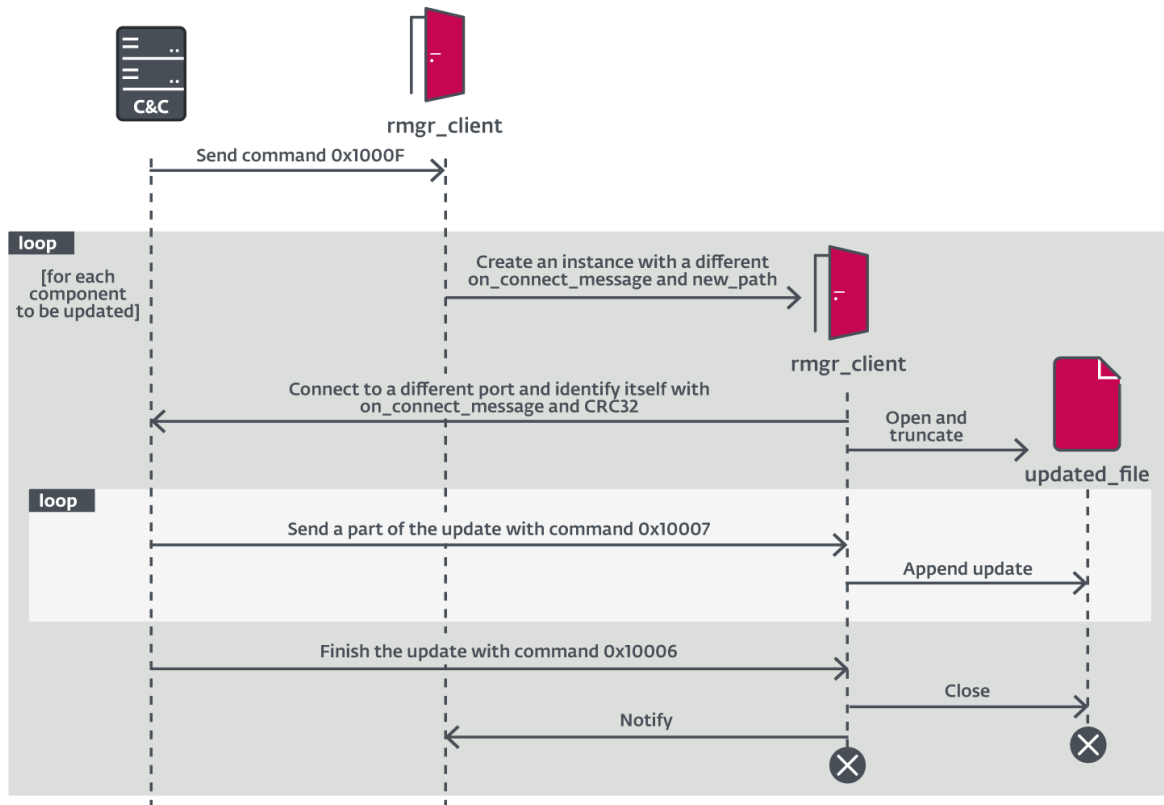 C&C
rmgr_client
Send command 0x1000F
loop
[for each
component
to be updated]
Create an instance with a different
on_connect_message and new_path
rmgr_client
Connect to a different port and identify itself with
on_connect_message and CRC32
Open and
truncate
updated_file
loop
Send a part of the update with command 0x10007
Append update
Finish the update with command 0x10006
Close
Notify